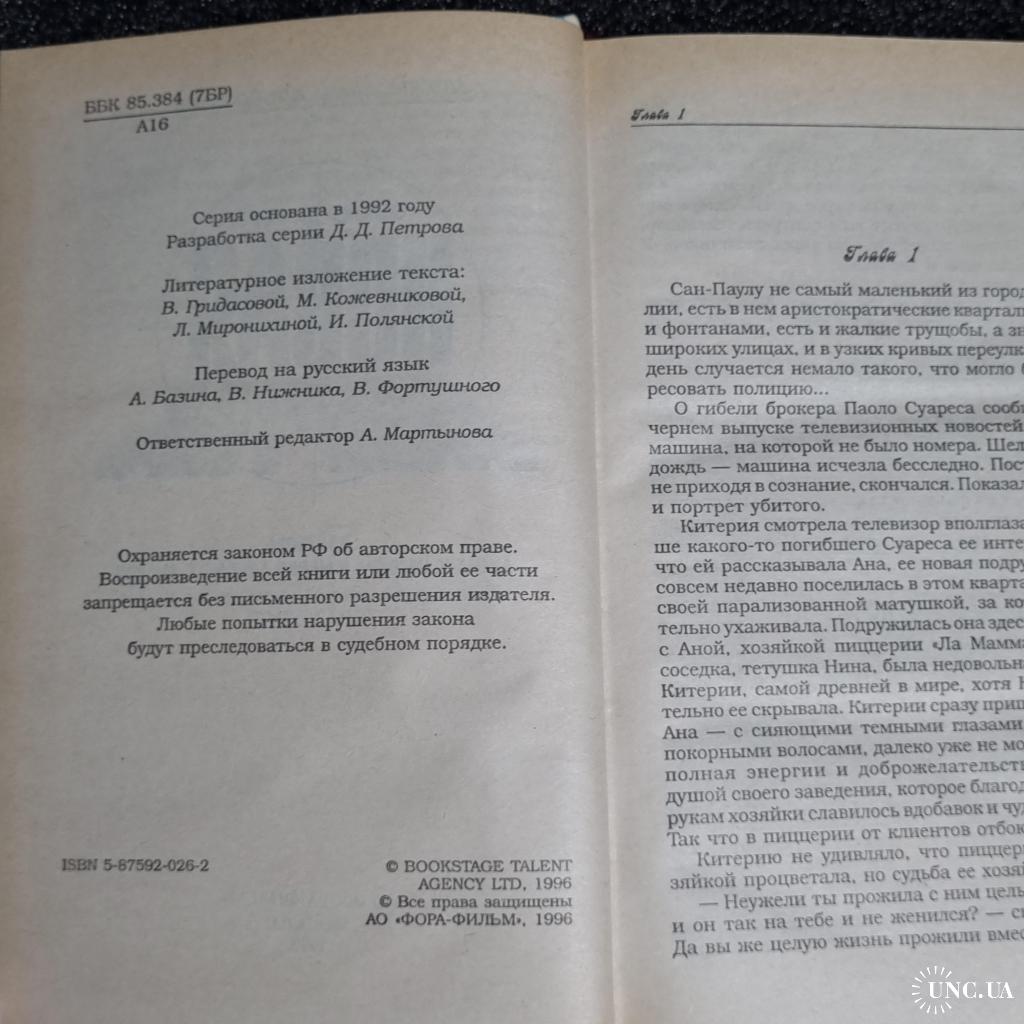 ББК 85.384 (7БР)
А16
Серия основана в 1992 году
Разработка серии Д. Д. Петрова
Литературное изложение текста:
В. Гридасовой, М. Кожевниковой,
Л. Миронихиной, И. Полянской
Перевод на русский язык
А. Базина, В. Нижника, В. Фортушного
Ответственный редактор А. Мартынова
Охраняется законом РФ об авторском праве.
Воспроизведение всей книги или любой ее части
запрещается без письменного разрешения издателя.
Любые попытки нарушения закона
будут преследоваться в судебном порядке.
ISBN 5-87592-026-2
© BOOKSTAGE TALENT
AGENCY LTD, 1996
© Все права защищены
АО «ФОРА-ФИЛЬМ», 1996
Глава 1
Глава 1
Сан-Паулу не самый маленький из город
лии, есть в нем аристократические квартал
и фонтанами, есть и жалкие трущобы, а зн
широких улицах, и в узких кривых переулк
день случается немало такого, что могло б
ресовать полицию...
О гибели брокера Паоло Суареса сооб
чернем выпуске телевизионных новостей
машина, на которой не было номера. Шел
дождь — машина исчезла бесследно. Пост
не приходя в сознание, скончался. Показал
и портрет убитого.
Китерия смотрела телевизор вполглаза
ше какого-то погибшего Суареса ее инте
что ей рассказывала Ана, ее новая подру
совсем недавно поселилась в этом кварта
своей парализованной матушкой, за ко
тельно ухаживала. Подружилась она здес
с Аной, хозяйкой пиццерии «Ла Мамма
соседка, тетушка Нина, была недовольна
Китерии, самой древней в мире, хотя
тельно ее скрывала. Китерии сразу приш
Ана — с сияющими темными глазами
покорными волосами, далеко уже не мо
полная энергии и доброжелательств
душой своего заведения, которое благод
рукам хозяйки славилось вдобавок и чуд
Так что в пиццерии от клиентов отбо
Китерию не удивляло, что пиццери
зяйкой процветала, но судьба ее хозяй
— Неужели ты прожила с ним цель
и он так на тебе и не женился? — с
Да вы же целую жизнь прожили вмес
UNC.UA